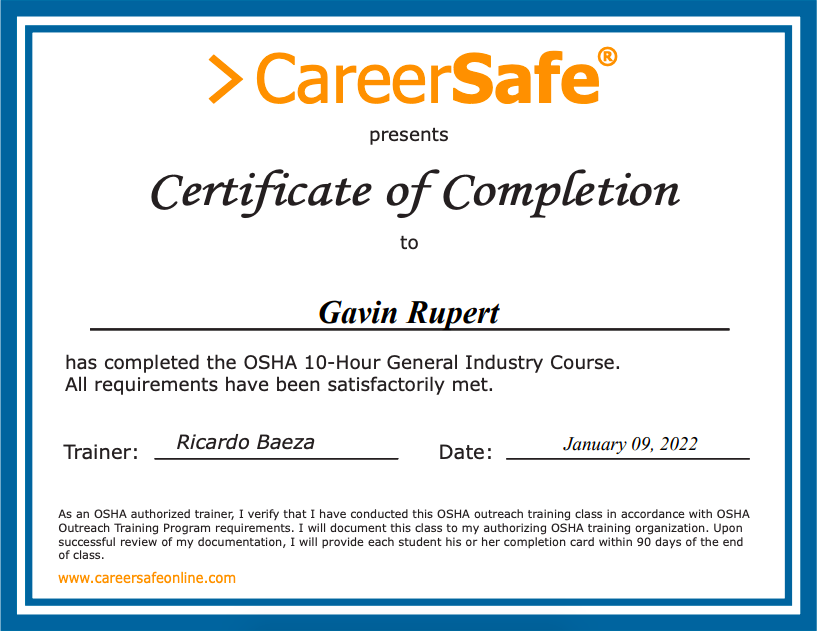 > CareerSafe®
presents
Certificate of Completion
to
Gavin Rupert
has completed the OSHA 10-Hour General Industry Course.
All requirements have been satisfactorily met.
Trainer: Ricardo Baeza Date: January 09, 2022
As an OSHA authorized trainer, I verify that I have conducted this OSHA outreach training class in accordance with OSHA
Outreach Training Program requirements. I will document this class to my authorizing OSHA training organization. Upon
successful review of my documentation, I will provide each student his or her completion card within 90 days of the end
of class.
www.careersafeonline.com